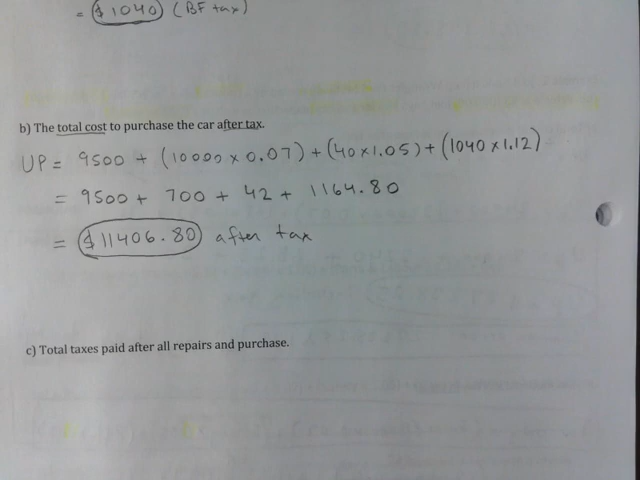 = $1040 (BF tax)
b) The total cost to purchase the car after tax.
UP = 9500 + (10000 x 0.07) + (40 x 1.05) + (1040 x 1.12)
= 9500 + 700 + 42 + 1164.80
= $11406.80 after tax
c) Total taxes paid after all repairs and purchase.